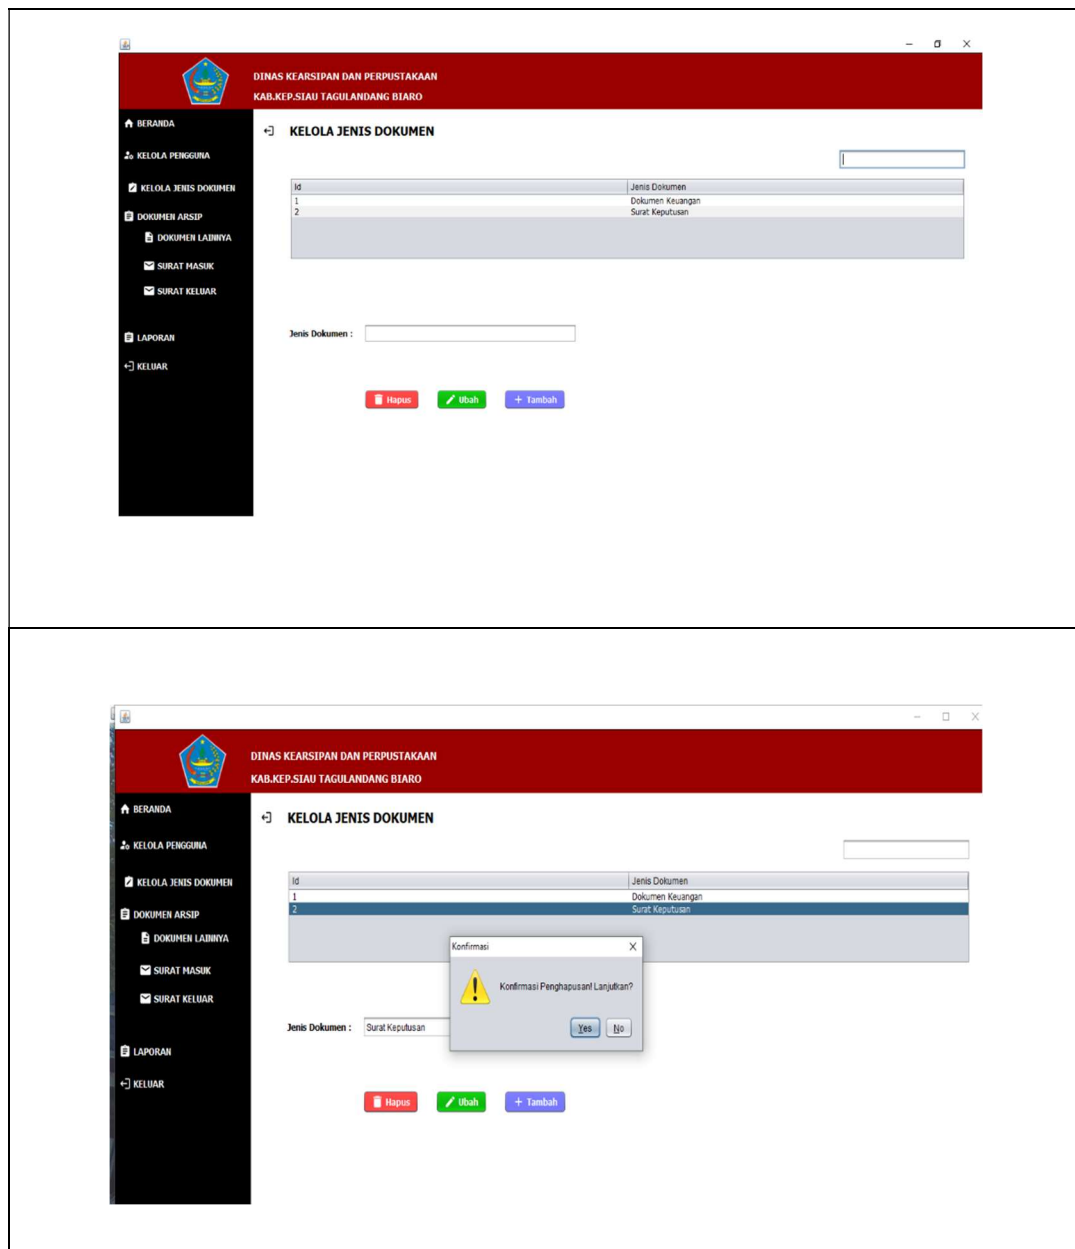 DINAS KEARSIPAN DAN PERPUSTAKAAN
KAB.KEP.SIAU TAGULANDANG BIARO
BERANDA
KELOLA PENGGUNA
KELOLA JENIS DOKUMEN
DOKUMEN ARSIP
DOKUMEN LAINNYA
SURAT MASUK
SURAT KELUAR
LAPORAN
KELUAR
KELOLA JENIS DOKUMEN
Id Jenis Dokumen
1 Dokumen Keuangan
2 Surat Keputusan
Jenis Dokumen :
Hapus Ubah + Tambah
DINAS KEARSIPAN DAN PERPUSTAKAAN
KAB.KEP.SIAU TAGULANDANG BIARO
BERANDA
KELOLA PENGGUNA
KELOLA JENIS DOKUMEN
DOKUMEN ARSIP
DOKUMEN LAINNYA
SURAT MASUK
SURAT KELUAR
LAPORAN
KELUAR
KELOLA JENIS DOKUMEN
Id Jenis Dokumen
1 Dokumen Keuangan
2 Surat Keputusan
Konfirmasi
Konfirmasi Penghapusan! Lanjutkan?
Yes No
Jenis Dokumen : Surat Keputusan
Hapus Ubah + Tambah